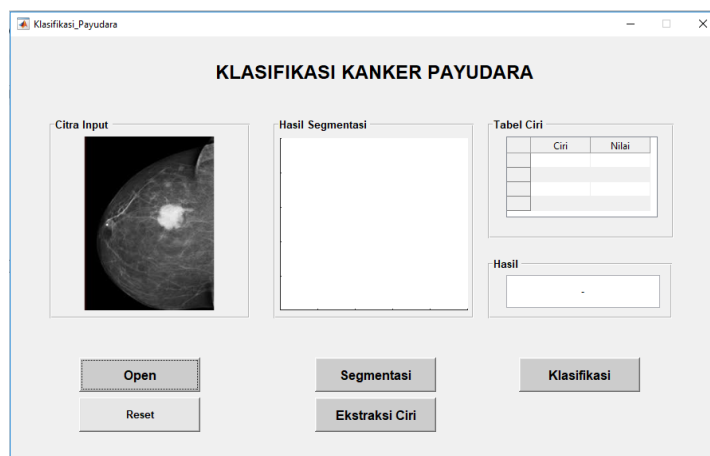 Klasifikasi_Payudara
KLASIFIKASI KANKER PAYUDARA
Citra Input
Hasil Segmentasi
Tabel Ciri
Ciri Nilai
Hasil
-
Open
Segmentasi
Klasifikasi
Reset
Ekstraksi Ciri